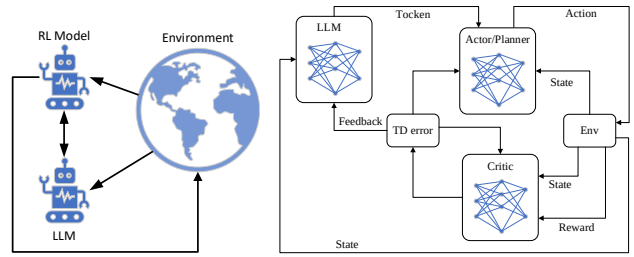 RL Model
Environment
LLM
LLM
Tocken
Actor/Planner
Action
State
Feedback
TD error
Env
Critic
State
Reward
State